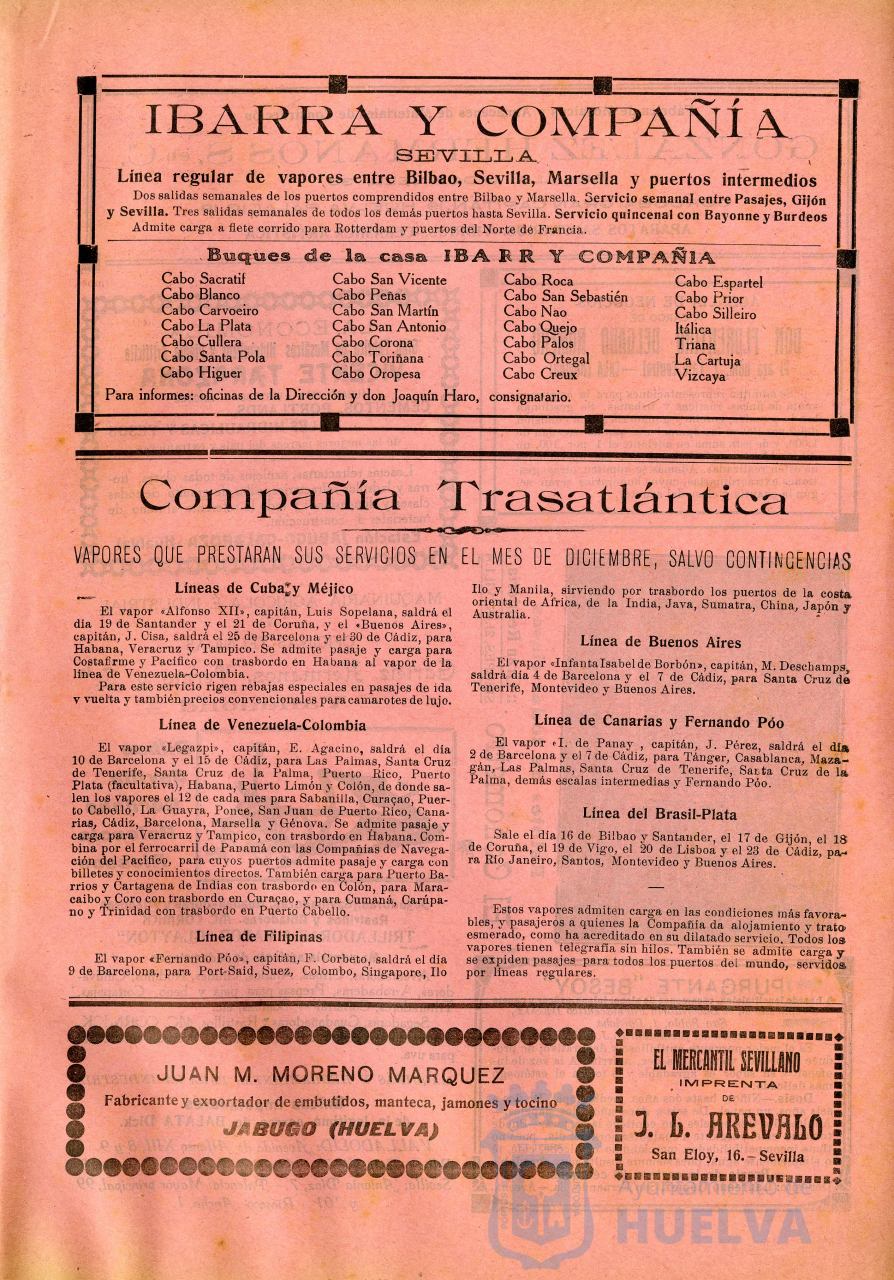 IBARRA Y COMPAÑÍA
SEVILLA
Línea regular de vapores entre Bilbao, Sevilla, Marsella y puertos intermedios
Dos salidas semanales de los puertos comprendidos entre Bilbao y Marsella. Servicio semanal entre Pasajes, Gijón
y Sevilla. Tres salidas semanales de todos los demás puertos hasta Sevilla. Servicio quincenal con Bayonne y Burdeos
Admite carga a flete corrido para Rotterdam y puertos del Norte de Francia.
Buques de la casa IBARR Y COMPAÑIA
Cabo Sacratif
Cabo Blanco
Cabo Carvoeiro
Cabo La Plata
Cabo Cullera
Cabo Santa Pola
Cabo Higuer
Cabo San Vicente
Cabo Peñas
Cabo San Martín
Cabo San Antonio
Cabo Corona
Cabo Toriñana
Cabo Oropesa
Cabo Roca
Cabo San Sebastién
Cabo Nao
Cabo Quejo
Cabo Palos
Cabo Ortegal
Cabo Creux
Cabo Espartel
Cabo Prior
Cabo Silleiro
Itálica
Triana
La Cartuja
Vizcaya
Para informes: oficinas de la Dirección y don Joaquín Haro, consignatario.
Compañía Trasatlántica
VAPORES QUE PRESTARAN SUS SERVICIOS EN EL MES DE DICIEMBRE, SALVO CONTINGENCIAS
Líneas de Cuba y Méjico
El vapor «Alfonso XII», capitán, Luis Sopelana, saldrá el
día 19 de Santander y el 21 de Coruña, y el «Buenos Aires»,
capitán, J. Cisa, saldrá el 25 de Barcelona y el 30 de Cádiz, para
Habana, Veracruz y Tampico. Se admite pasaje y carga para
Costafirme y Pacífico con trasbordo en Habana al vapor de la
línea de Venezuela-Colombia.
Para este servicio rigen rebajas especiales en pasajes de ida
y vuelta y también precios convencionales para camarotes de lujo.
Línea de Venezuela-Colombia
El vapor «Legazpi», capitán, E. Agacino, saldrá el día
10 de Barcelona y el 15 de Cádiz, para Las Palmas, Santa Cruz
de Tenerife, Santa Cruz de la Palma, Puerto Rico, Puerto
Plata (facultativa), Habana, Puerto Limón y Colón, de donde sa-
len los vapores el 12 de cada mes para Sabanilla, Curaçao, Puer-
to Cabello, La Guayra, Ponce, San Juan de Puerto Rico, Cana-
rias, Cádiz, Barcelona, Marsella y Génova. Se admite pasaje y
carga para Veracruz y Tampico, con trasbordo en Habana. Com-
bina por el ferrocarril de Panamá con las Compañías de Navega-
ción del Pacífico, para cuyos puertos admite pasaje y carga con
billetes y conocimientos directos. También carga para Puerto Ba-
rrios y Cartagena de Indias con trasbordo en Colón, para Mara-
caibo y Coro con trasbordo en Curaçao, y para Cumaná, Carúpa-
no y Trinidad con trasbordo en Puerto Cabello.
Línea de Filipinas
El vapor «Fernando Póo», capitán, F. Corbeto, saldrá el día
9 de Barcelona, para Port-Said, Suez, Colombo, Singapore, Ilo
Ilo y Manila, sirviendo por trasbordo los puertos de la costa
oriental de Africa, de la India, Java, Sumatra, China, Japón y
Australia.
Línea de Buenos Aires
El vapor «Infanta Isabel de Borbón», capitán, M. Deschamps,
saldrá día 4 de Barcelona y el 7 de Cádiz, para Santa Cruz de
Tenerife, Montevideo y Buenos Aires.
Línea de Canarias y Fernando Póo
El vapor «I. de Panay , capitán, J. Pérez, saldrá el día
2 de Barcelona y el 7 de Cádiz, para Tánger, Casablanca, Maza-
gán, Las Palmas, Santa Cruz de Tenerife, Santa Cruz de la
Palma, demás escalas intermedias y Fernando Póo.
Línea del Brasil-Plata
Sale el día 16 de Bilbao y Santander, el 17 de Gijón, el 18
de Coruña, el 19 de Vigo, el 20 de Lisboa y el 23 de Cádiz, pa-
ra Río Janeiro, Santos, Montevideo y Buenos Aires.
Estos vapores admiten carga en las condiciones más favora-
bles, y pasajeros a quienes la Compañía da alojamiento y trato
esmerado, como ha acreditado en su dilatado servicio. Todos los
vapores tienen telegrafía sin hilos. También se admite carga y
se expiden pasajes para todos los puertos del mundo, servidos
por líneas regulares.
JUAN M. MORENO MARQUEZ
Fabricante y exportador de embutidos, manteca, jamones y tocino
JABUGO (HUELVA)
EL MERCANTIL SEVILLANO
IMPRENTA
DE
J. L. AREVALO
San Eloy, 16.-Sevilla
Ayuntamiento de
HUELVA